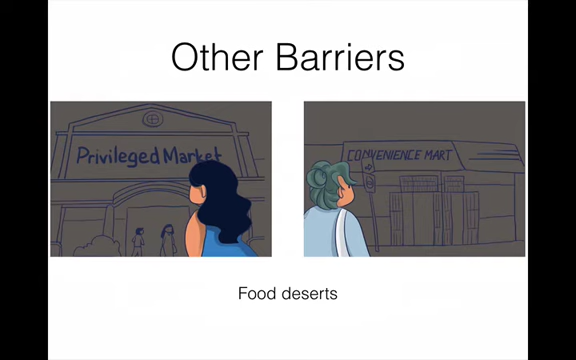 Other Barriers
Privileged Market
CONVENIENCE MART
Food deserts